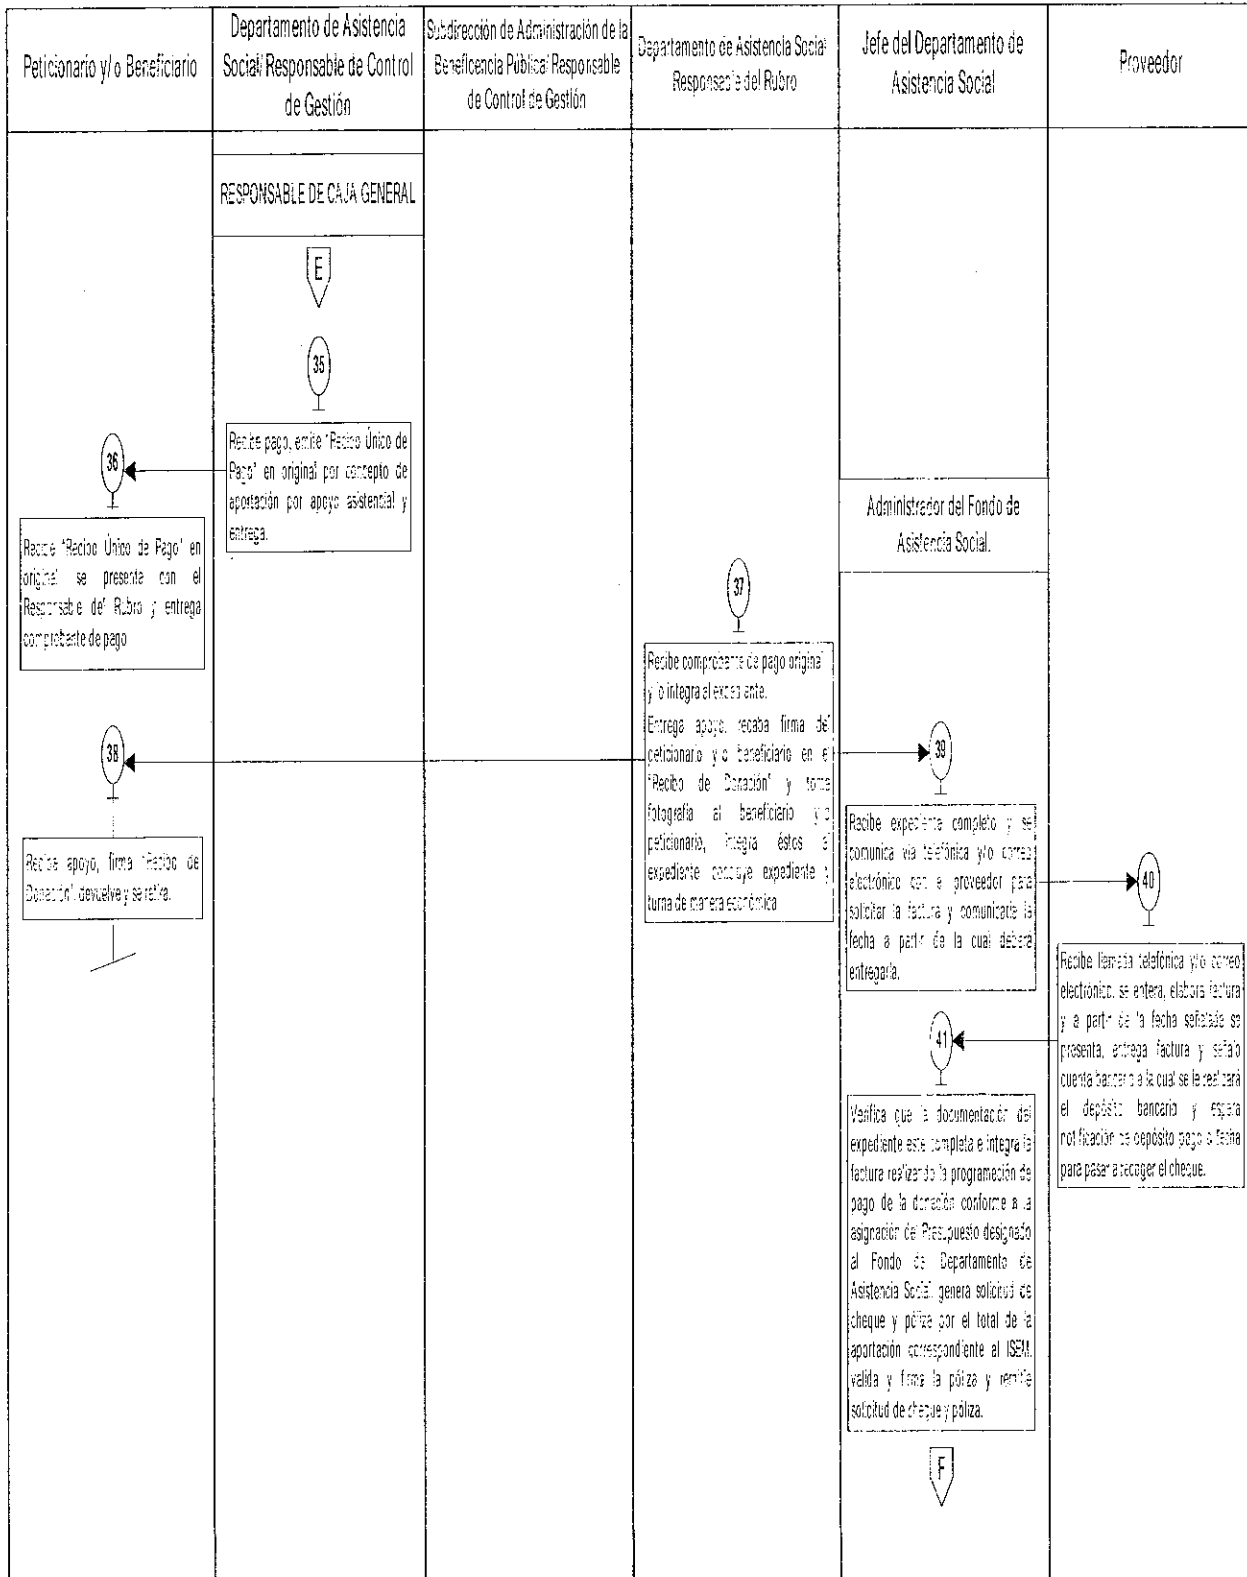 Peticionario y/o Beneficiario
Departamento de Asistencia
Social/ Responsable de Control
de Gestión
Subdirección de Administración de la
Beneficencia Pública/ Responsable
de Control de Gestión
Departamento de Asistencia Social
Responsable del Rubro
Jefe del Departamento de
Asistencia Social
Proveedor
RESPONSABLE DE CAJA GENERAL
E
35
Recibe pago, emite "Recibo Único de
Pago" en original por concepto de
aportación por apoyo asistencial y
entrega.
36
Recibe "Recibo Único de Pago" en
original se presenta con el
Responsable del Rubro y entrega
comprobante de pago
Administrador del Fondo de
Asistencia Social.
37
Recibe comprobante de pago original
y lo integra al expediente.
Entrega apoyo, recaba firma del
peticionario y/o beneficiario en el
"Recibo de Donación" y toma
fotografía al beneficiario y/o
peticionario, integra éstos al
expediente concluye expediente y
turna de manera económica
38
Recibe apoyo, firma "Recibo de
Donación", devuelve y se retira.
39
Recibe expediente completo y se
comunica vía telefónica y/o correo
electrónico con el proveedor para
solicitar la factura y comunicarle la
fecha a partir de la cual deberá
entregarla.
40
Recibe llamada telefónica y/o correo
electrónico, se entera, elabora factura
y a partir de la fecha señalada se
presenta, entrega factura y señala
cuenta bancaria a la cual se le realizará
el depósito bancario y espera
notificación de depósito pago o fecha
para pasar a recoger el cheque.
41
Verifica que la documentación del
expediente este completa e integra la
factura realizando la programación de
pago de la donación conforme a la
asignación del Presupuesto designado
al Fondo de Departamento de
Asistencia Social, genera solicitud de
cheque y póliza por el total de la
aportación correspondiente al ISEM,
valida y firma la póliza y remite
solicitud de cheque y póliza.
F